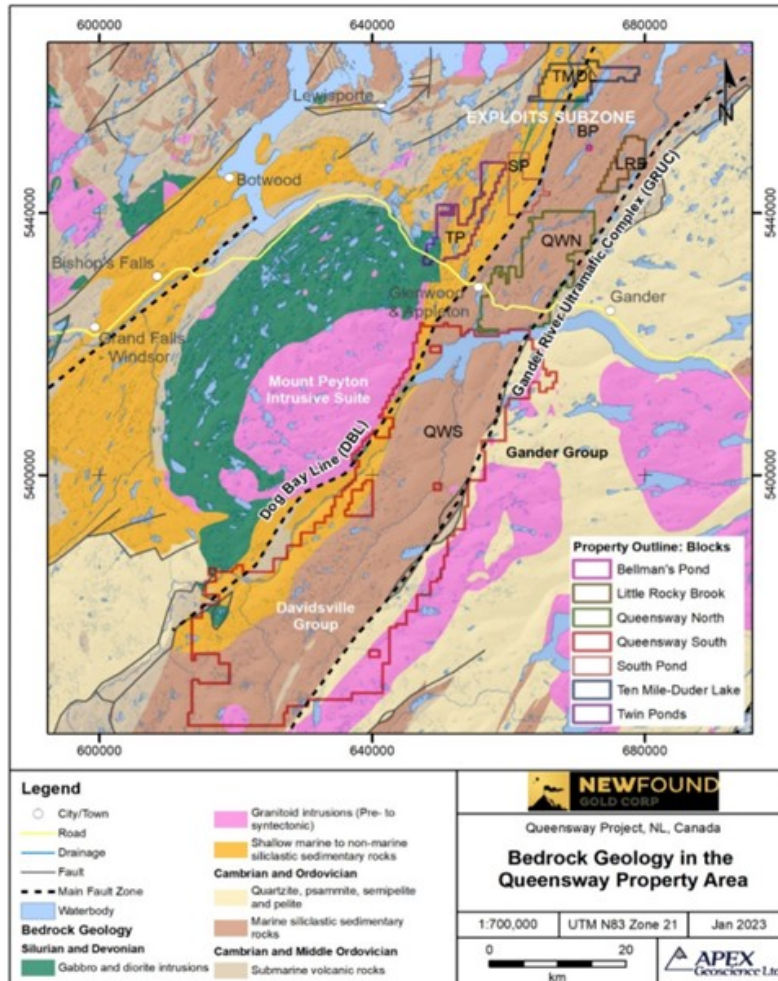 600000
640000
680000
TMD
Lewisporte
EXPLOITS SUBZONE
BP
SP
LRB
Botwood
5440000
5440000
TP
QWN
Bishop's Falls
Glenwood
& Appleton
Gander
Grand Falls
Windsor
Gander River Ultramafic Complex (GRUC)
Mount Peyton
Intrusive Suite
Dog Bay Line (DBL)
QWS
Gander Group
5400000
5400000
Davidsville
Group
Property Outline: Blocks
Bellman's Pond
Little Rocky Brook
Queensway North
Queensway South
South Pond
Ten Mile-Duder Lake
Twin Ponds
N
600000
640000
680000
Legend
City/Town
Road
Drainage
Fault
Main Fault Zone
Waterbody
Bedrock Geology
Silurian and Devonian
Gabbro and diorite intrusions
Granitoid intrusions (Pre- to
syntectonic)
Shallow marine to non-marine
siliclastic sedimentary rocks
Cambrian and Ordovician
Quartzite, psammite, semipelite
and pelite
Marine siliclastic sedimentary
rocks
Cambrian and Middle Ordovician
Submarine volcanic rocks
NEWFOUND
GOLD CORP
Queensway Project, NL, Canada
Bedrock Geology in the
Queensway Property Area
1:700,000
UTM N83 Zone 21
Jan 2023
0 20
km
APEX
Geoscience Ltd